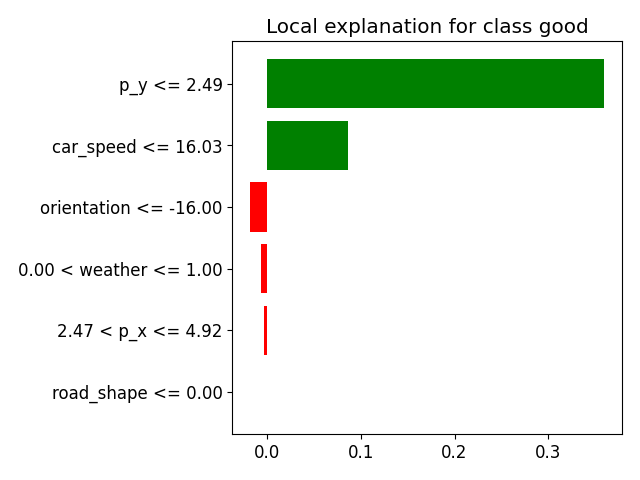 Local explanation for class good
p_y <= 2.49
car_speed <= 16.03
orientation <= -16.00
0.00 < weather <= 1.00
2.47 < p_x <= 4.92
road_shape <= 0.00
0.0 0.1 0.2 0.3